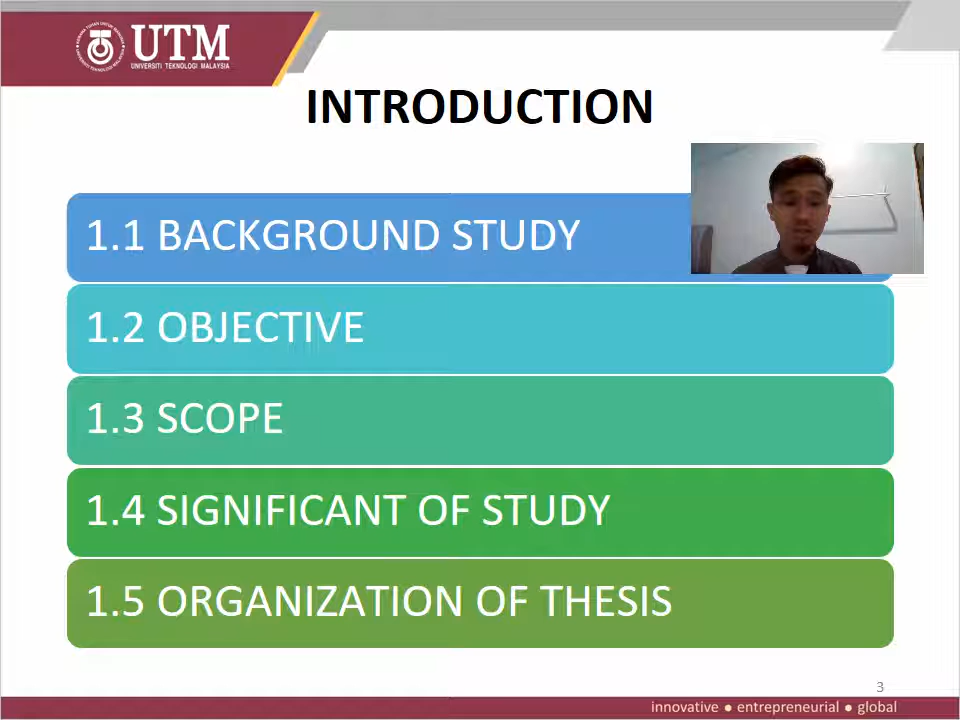 UTM
UNIVERSITI TEKNOLOGI MALAYSIA
INTRODUCTION
1.1 BACKGROUND STUDY
1.2 OBJECTIVE
1.3 SCOPE
1.4 SIGNIFICANT OF STUDY
1.5 ORGANIZATION OF THESIS
3
innovative ● entrepreneurial ● global